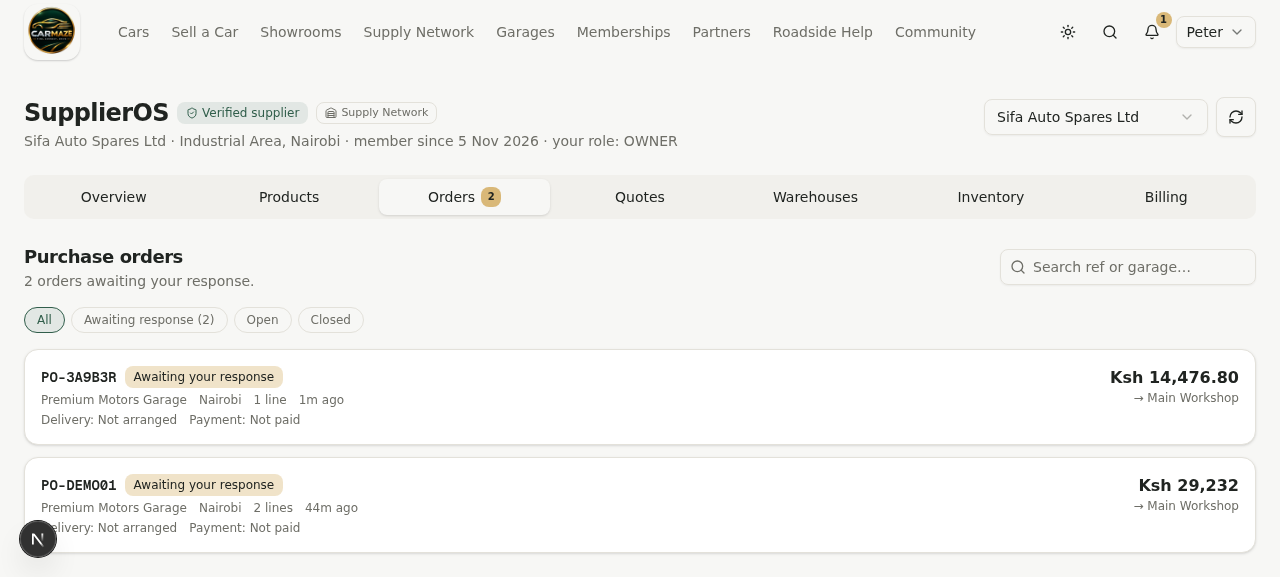 CARMAZE
Cars Sell a Car Showrooms Supply Network Garages Memberships Partners Roadside Help Community 1 Peter
SupplierOS Verified supplier Supply Network
Sifa Auto Spares Ltd · Industrial Area, Nairobi · member since 5 Nov 2026 · your role: OWNER
Sifa Auto Spares Ltd
Overview Products Orders 2 Quotes Warehouses Inventory Billing
Purchase orders
2 orders awaiting your response.
Search ref or garage...
All Awaiting response (2) Open Closed
PO-3A9B3R Awaiting your response Ksh 14,476.80
Premium Motors Garage Nairobi 1 line 1m ago → Main Workshop
Delivery: Not arranged Payment: Not paid
PO-DEMO01 Awaiting your response Ksh 29,232
Premium Motors Garage Nairobi 2 lines 44m ago → Main Workshop
Delivery: Not arranged Payment: Not paid
N